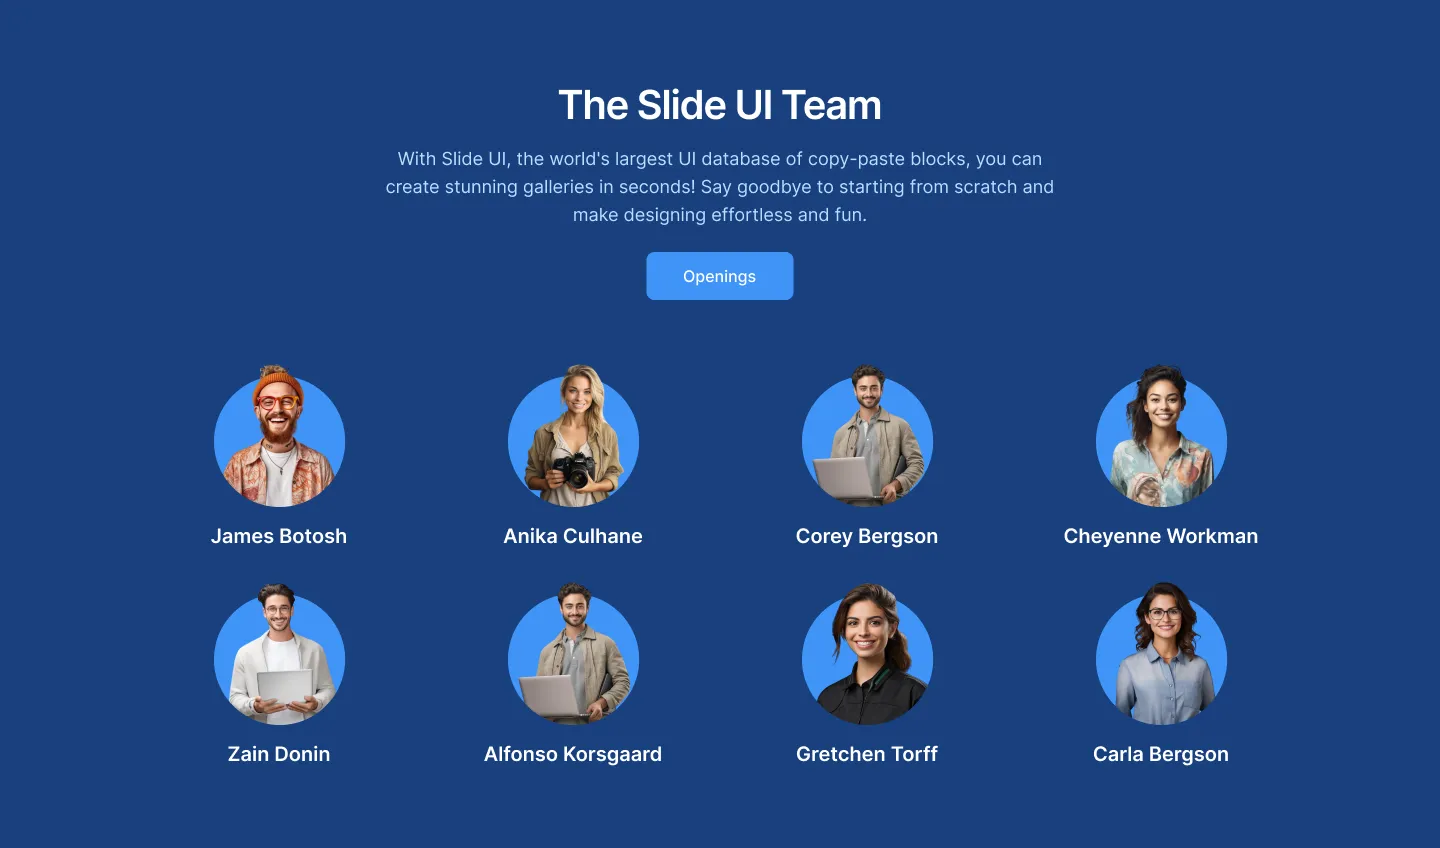 The Slide UI Team
With Slide UI, the world's largest UI database of copy-paste blocks, you can
create stunning galleries in seconds! Say goodbye to starting from scratch and
make designing effortless and fun.
Openings
James Botosh
Anika Culhane
Corey Bergson
Cheyenne Workman
Zain Donin
Alfonso Korsgaard
Gretchen Torff
Carla Bergson